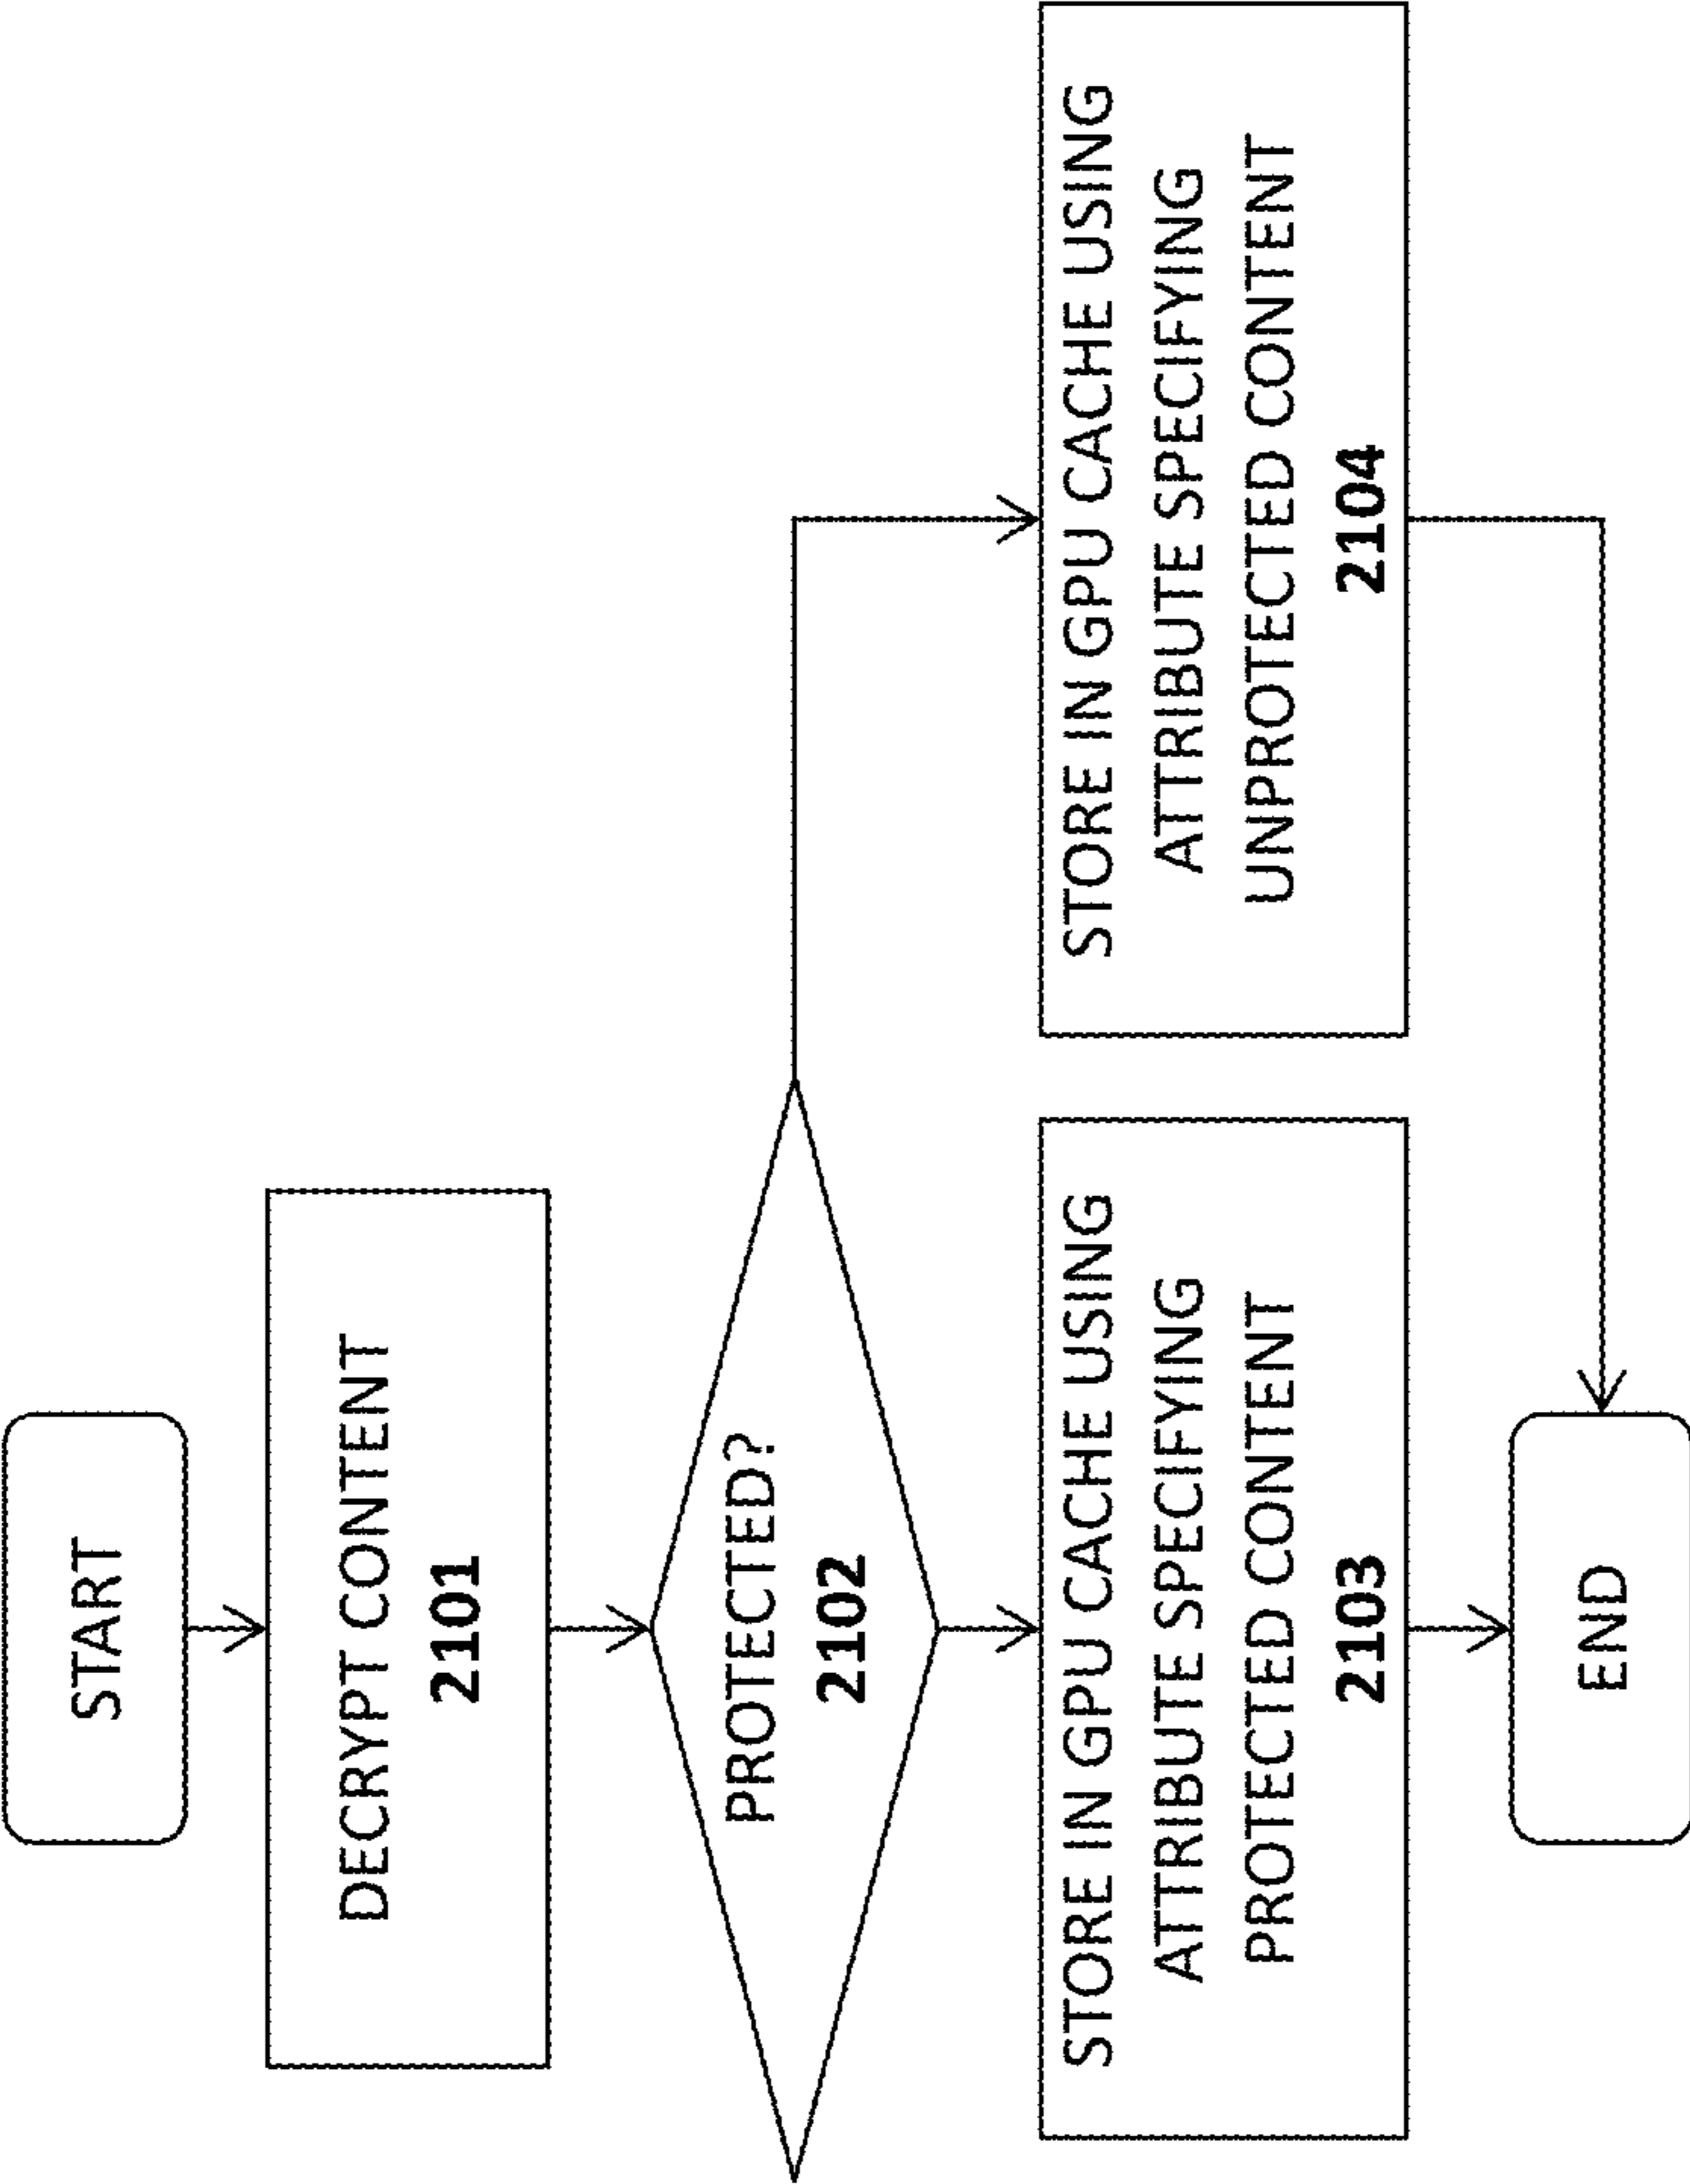 START
DECRYPT CONTENT
2101
PROTECTED?
2102
STORE IN GPU CACHE USING
ATTRIBUTE SPECIFYING
PROTECTED CONTENT
2103
STORE IN GPU CACHE USING
ATTRIBUTE SPECIFYING
UNPROTECTED CONTENT
2104
END